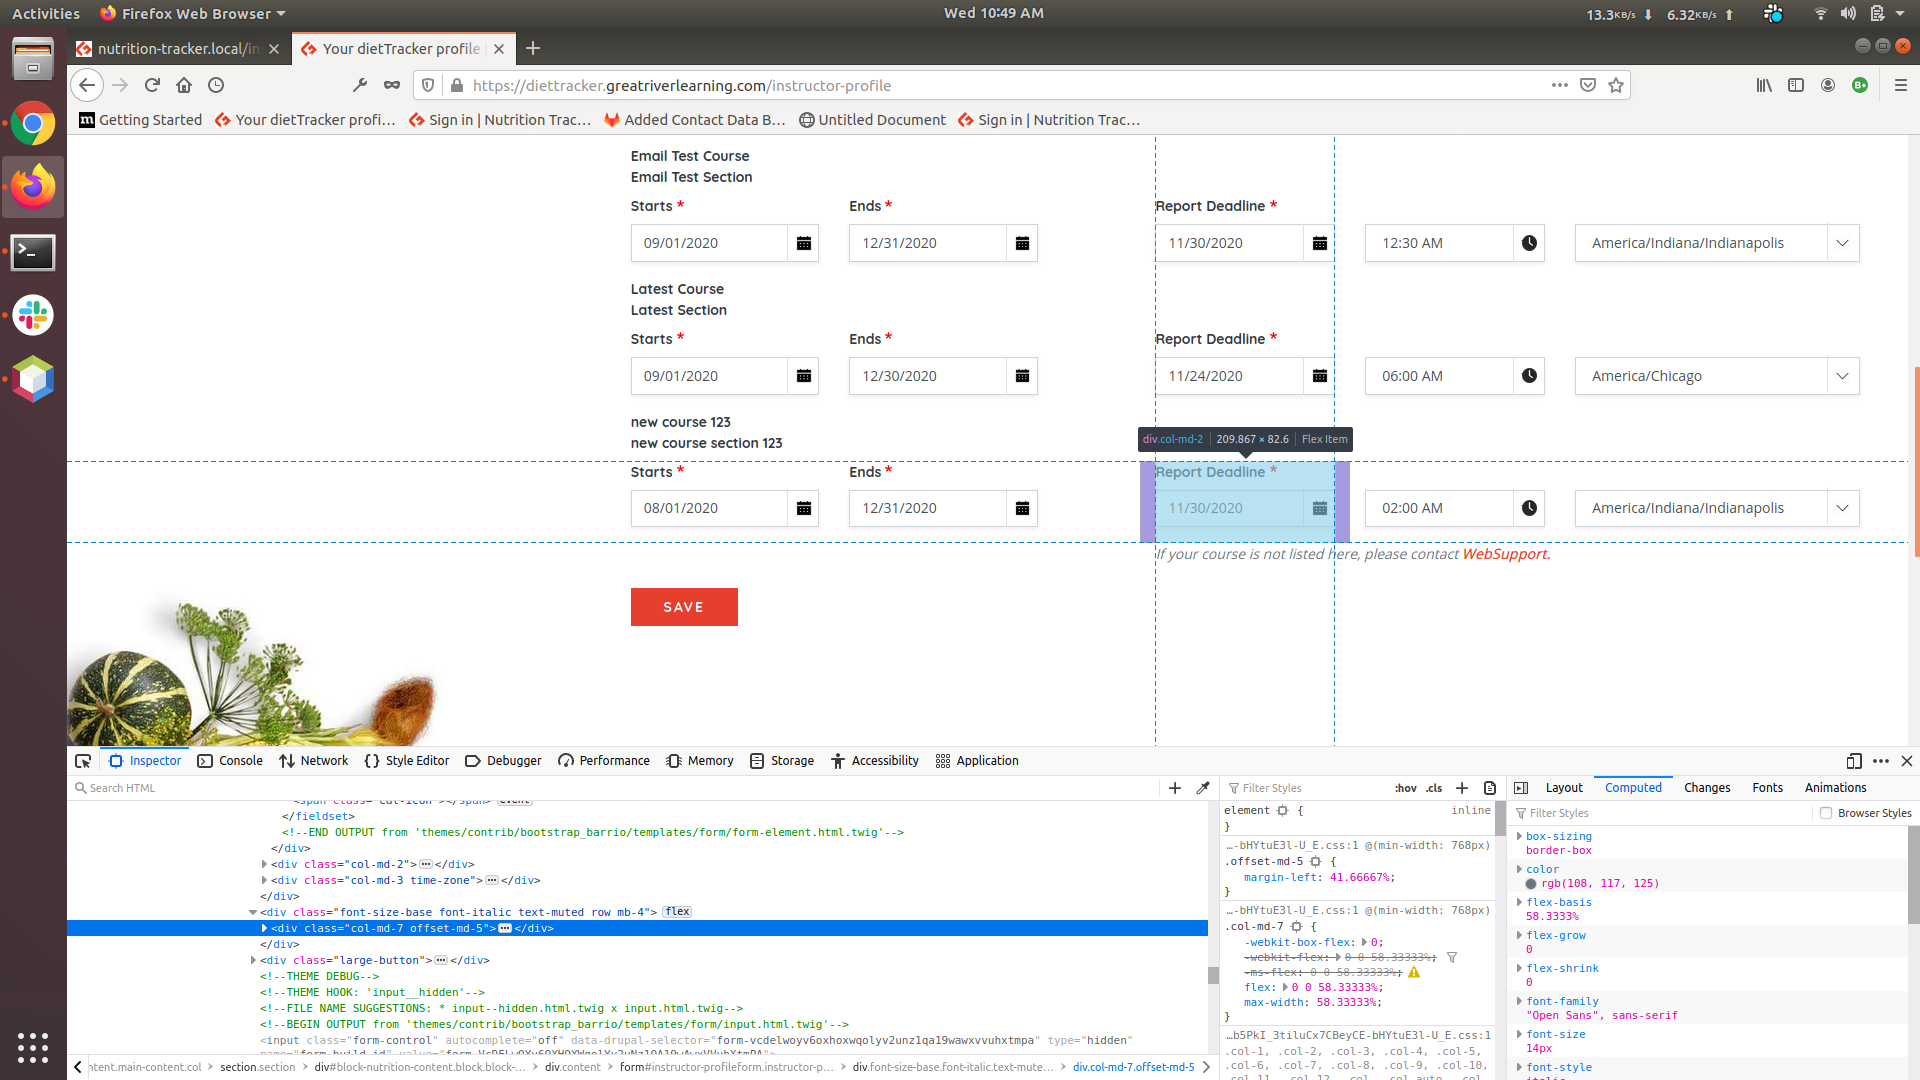 Activities Firefox Web Browser Wed 10:49 AM 13.3KB/s 6.32KB/s
nutrition-tracker.local/in Your dietTracker profile
https://diettracker.greatriverlearning.com/instructor-profile
Getting Started Your dietTracker profi... Sign in | Nutrition Trac... Added Contact Data B... Untitled Document Sign in | Nutrition Trac...
Email Test Course
Email Test Section
Starts * Ends * Report Deadline *
09/01/2020 12/31/2020 11/30/2020 12:30 AM America/Indiana/Indianapolis
Latest Course
Latest Section
Starts * Ends * Report Deadline *
09/01/2020 12/30/2020 11/24/2020 06:00 AM America/Chicago
new course 123
new course section 123
div.col-md-2 209.867 × 82.6 Flex Item
Starts * Ends * Report Deadline *
08/01/2020 12/31/2020 11/30/2020 02:00 AM America/Indiana/Indianapolis
If your course is not listed here, please contact WebSupport.
SAVE
Inspector Console Network Style Editor Debugger Performance Memory Storage Accessibility Application
Search HTML
</fieldset>
<!--END OUTPUT from 'themes/contrib/bootstrap_barrio/templates/form/form-element.html.twig'-->
</div>
<div class="col-md-2"></div>
<div class="col-md-3 time-zone"></div>
</div>
<div class="font-size-base font-italic text-muted row mb-4"> flex
<div class="col-md-7 offset-md-5"></div>
</div>
<div class="large-button"></div>
<!--THEME DEBUG-->
<!--THEME HOOK: 'input__hidden'-->
<!--FILE NAME SUGGESTIONS: * input--hidden.html.twig x input.html.twig-->
<!--BEGIN OUTPUT from 'themes/contrib/bootstrap_barrio/templates/form/input.html.twig'-->
<input class="form-control" autocomplete="off" data-drupal-selector="form-vcdelwoyv6oxhoxwqolyv2unz1qa19wawxvvuhxtmpa" type="hidden"
ntent.main-content.col section.section div#block-nutrition-content.block.block-... div.content form#instructor-profileform.instructor-p... div.font-size-base.font-italic.text-mute... div.col-md-7.offset-md-5
Filter Styles :hov .cls
element { inline
}
...-bHYtuE3l-U_E.css:1 @(min-width: 768px)
.offset-md-5 {
margin-left: 41.66667%;
}
...-bHYtuE3l-U_E.css:1 @(min-width: 768px)
.col-md-7 {
-webkit-box-flex: 0;
-webkit-flex: 0 0 58.33333%;
-ms-flex: 0 0 58.33333%;
flex: 0 0 58.33333%;
max-width: 58.33333%;
}
...b5PkI_3tiluCx7CBeyCE-bHYtuE3l-U_E.css:1
.col-1, .col-2, .col-3, .col-4, .col-5,
.col-6, .col-7, .col-8, .col-9, .col-10,
Layout Computed Changes Fonts Animations
Filter Styles Browser Styles
box-sizing
border-box
color
rgb(108, 117, 125)
flex-basis
58.3333%
flex-grow
0
flex-shrink
0
font-family
"Open Sans", sans-serif
font-size
14px
font-style